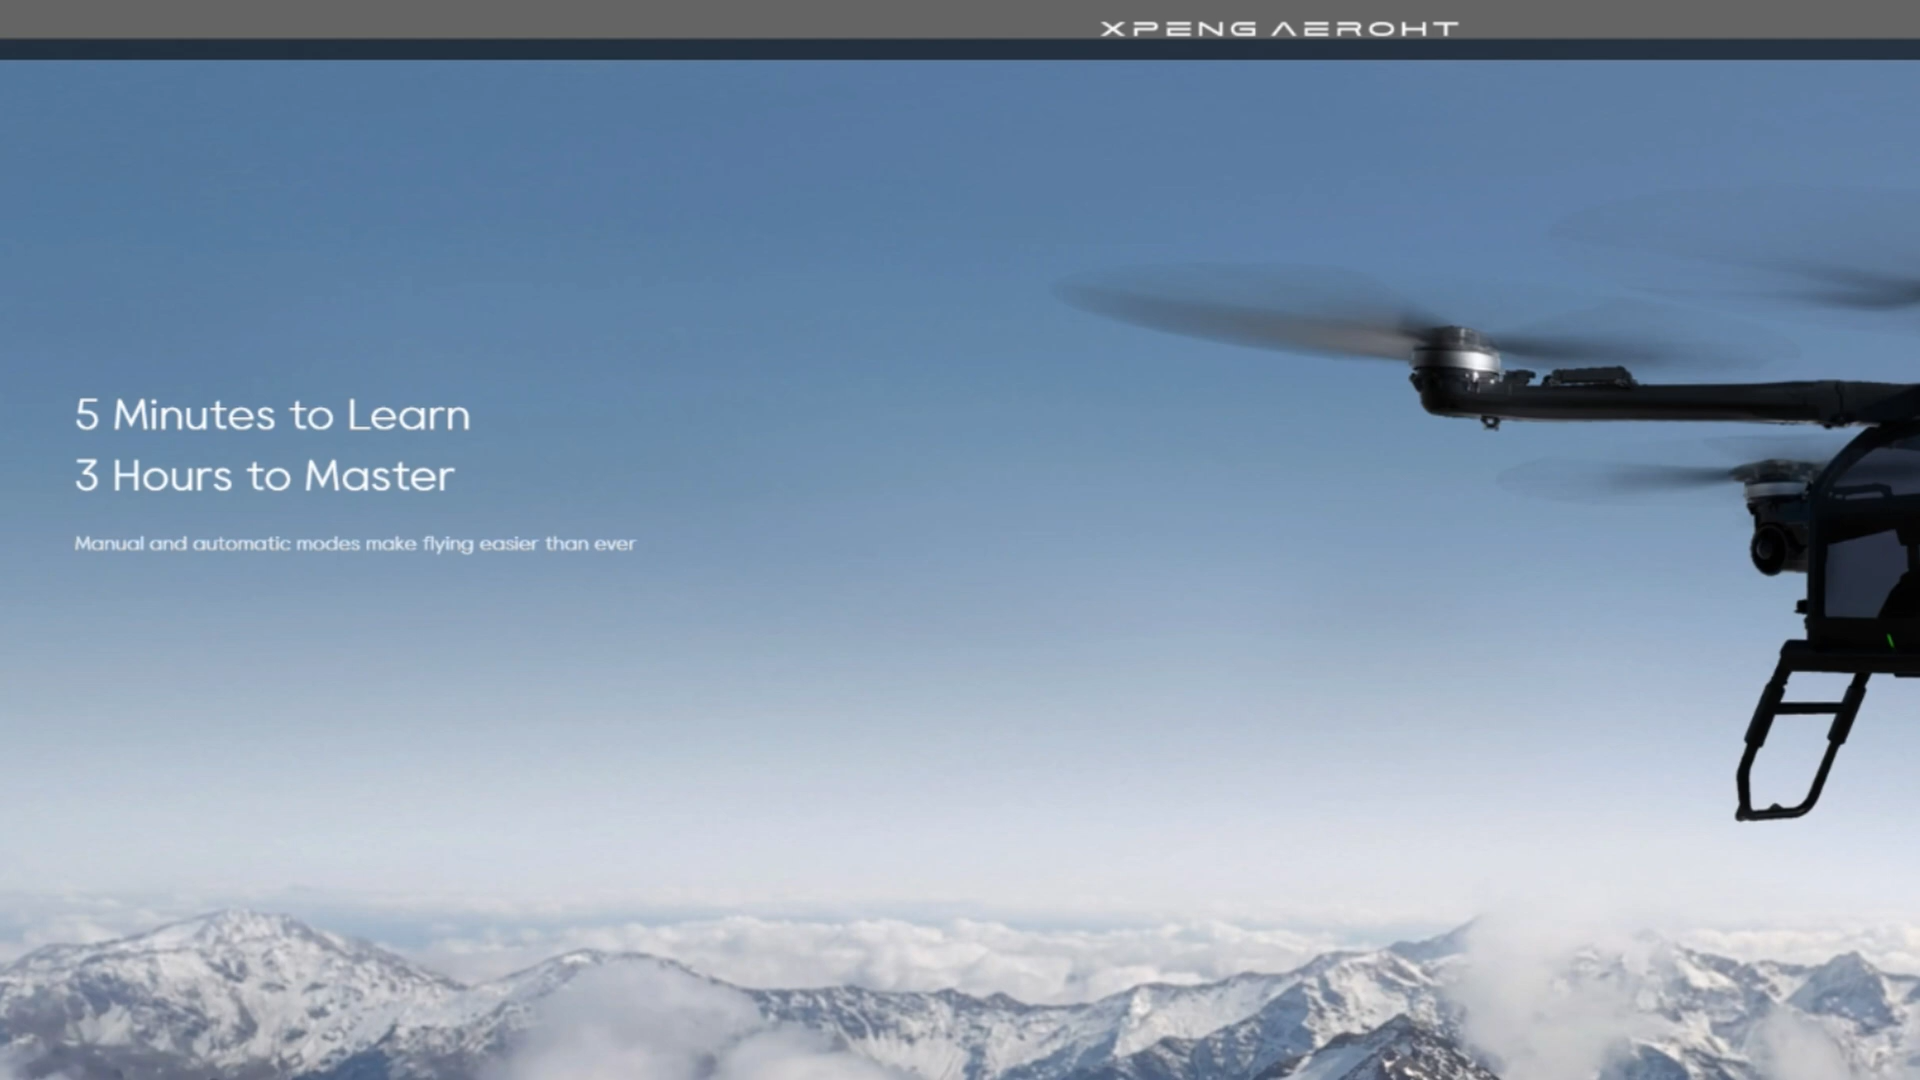 XPENG AEROHT
5 Minutes to Learn
3 Hours to Master
Manual and automatic modes make flying easier than ever